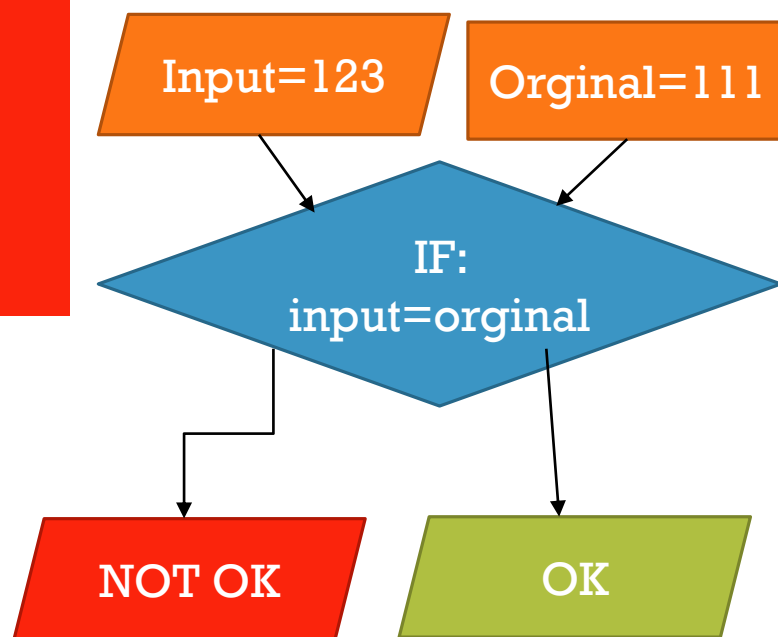 Input=123
Orginal=111
IF:
input=orginal
NOT OK
OK